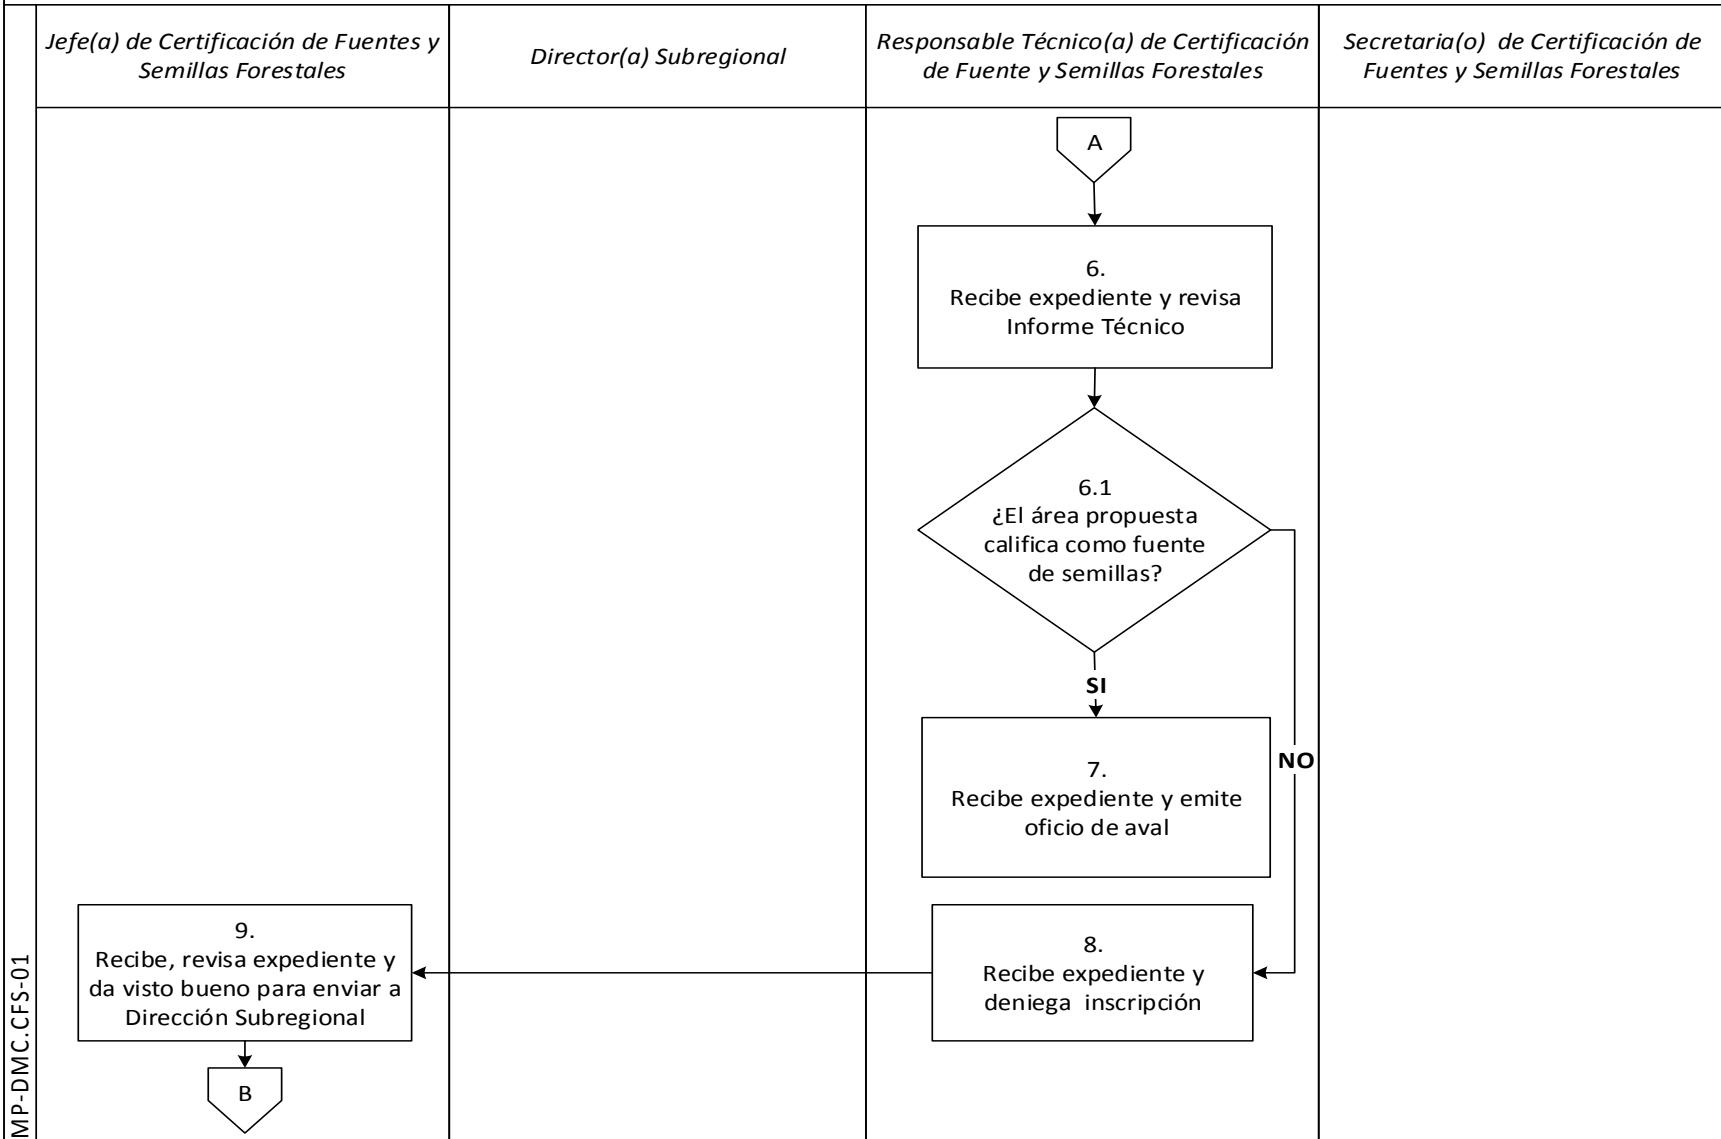 Jefe(a) de Certificación de Fuentes y
Semillas Forestales
Director(a) Subregional
Responsable Técnico(a) de Certificación
de Fuente y Semillas Forestales
Secretaria(o) de Certificación de
Fuentes y Semillas Forestales
A
6.
Recibe expediente y revisa
Informe Técnico
6.1
¿El área propuesta
califica como fuente
de semillas?
SI
NO
7.
Recibe expediente y emite
oficio de aval
8.
Recibe expediente y
deniega inscripción
9.
Recibe, revisa expediente y
da visto bueno para enviar a
Dirección Subregional
B
MP-DMC.CFS-01